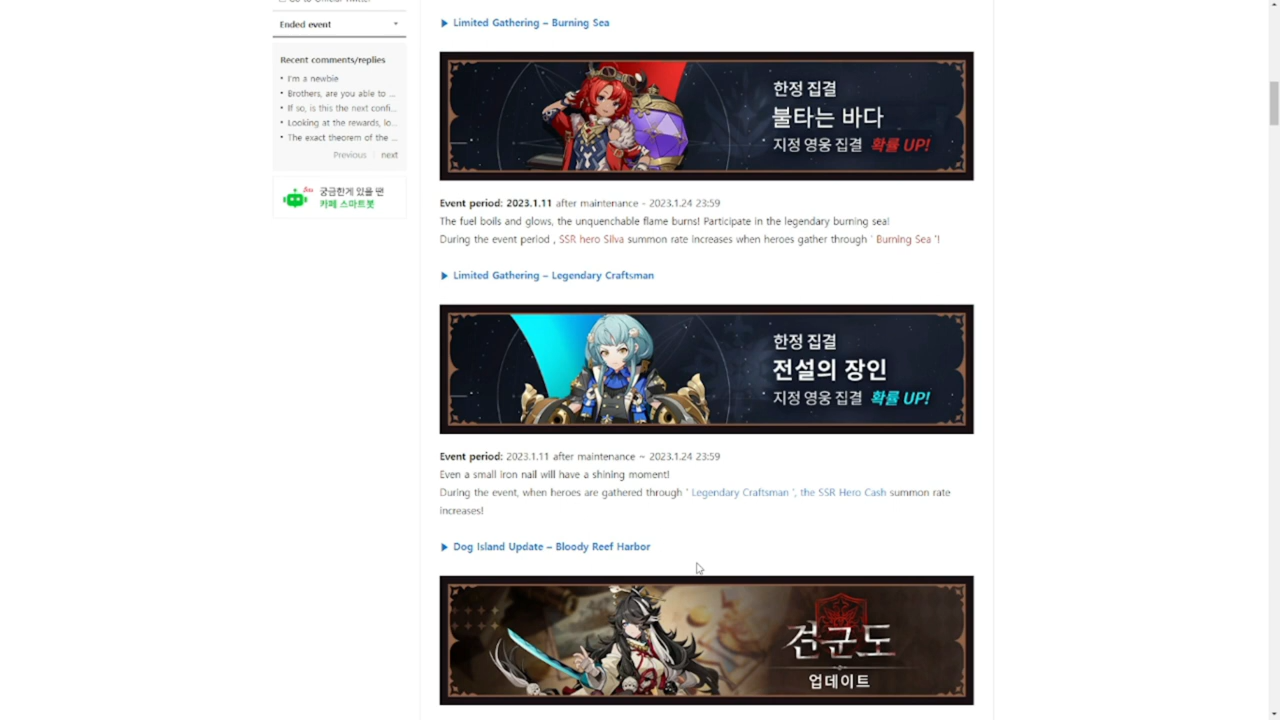 Ended event
Recent comments/replies
• I'm a newbie
• Brothers, are you able to ...
• If so, is this the next confi...
• Looking at the rewards, lo...
• The exact theorem of the ...
Previous | next
궁금한게 있을 땐
카페 스마트봇
▶ Limited Gathering – Burning Sea
한정 집결
불타는 바다
지정 영웅 집결 확률 UP!
Event period: 2023.1.11 after maintenance - 2023.1.24 23:59
The fuel boils and glows, the unquenchable flame burns! Participate in the legendary burning sea!
During the event period , SSR hero Silva summon rate increases when heroes gather through ' Burning Sea '!
▶ Limited Gathering – Legendary Craftsman
한정 집결
전설의 장인
지정 영웅 집결 확률 UP!
Event period: 2023.1.11 after maintenance ~ 2023.1.24 23:59
Even a small iron nail will have a shining moment!
During the event, when heroes are gathered through ' Legendary Craftsman ', the SSR Hero Cash summon rate
increases!
▶ Dog Island Update – Bloody Reef Harbor
견군도
업데이트